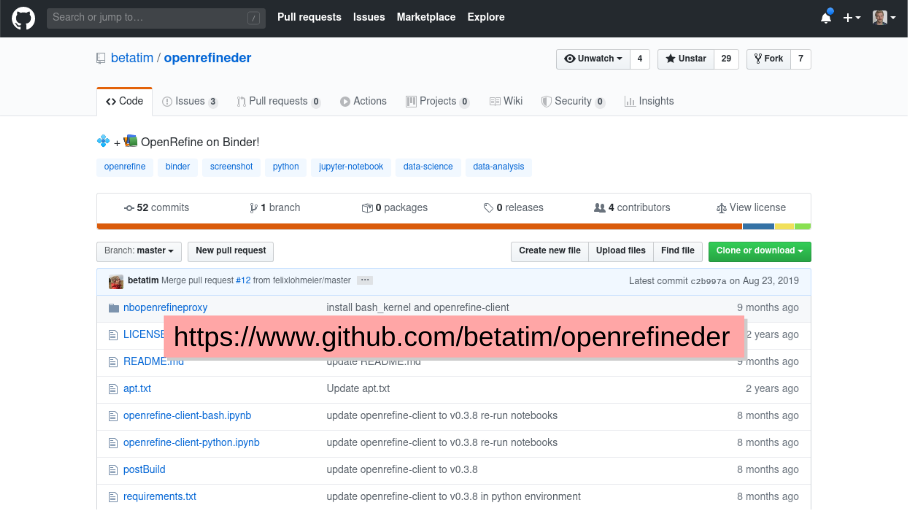 Search or jump to… /
Pull requests Issues Marketplace Explore
betatim / openrefineder
Unwatch 4 Unstar 29 Fork 7
Code Issues 3 Pull requests 0 Actions Projects 0 Wiki Security 0 Insights
+ OpenRefine on Binder!
openrefine binder screenshot python jupyter-notebook data-science data-analysis
52 commits 1 branch 0 packages 0 releases 4 contributors View license
Branch: master New pull request Create new file Upload files Find file Clone or download
betatim Merge pull request #12 from felixlohmeier/master ... Latest commit c2b997a on Aug 23, 2019
nbopenrefineproxy install bash_kernel and openrefine-client 9 months ago
LICENSE 2 years ago
https://www.github.com/betatim/openrefineder
README.md update README.md 9 months ago
apt.txt Update apt.txt 2 years ago
openrefine-client-bash.ipynb update openrefine-client to v0.3.8 re-run notebooks 8 months ago
openrefine-client-python.ipynb update openrefine-client to v0.3.8 re-run notebooks 8 months ago
postBuild update openrefine-client to v0.3.8 8 months ago
requirements.txt update openrefine-client to v0.3.8 in python environment 8 months ago